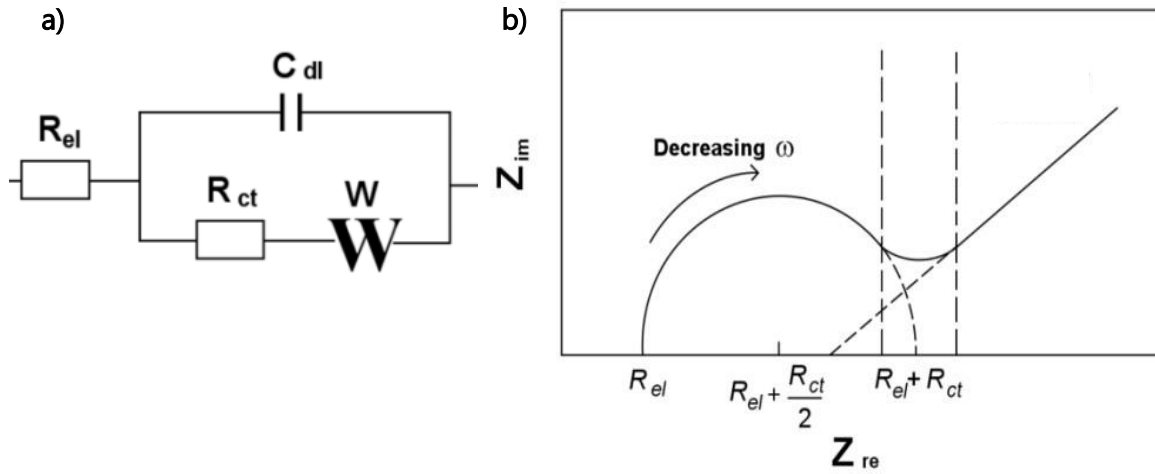 a)
C dl
R el
R ct
W
W
b)
Z im
Decreasing ω
R el
R el + R ct / 2
R el + R ct
Z re